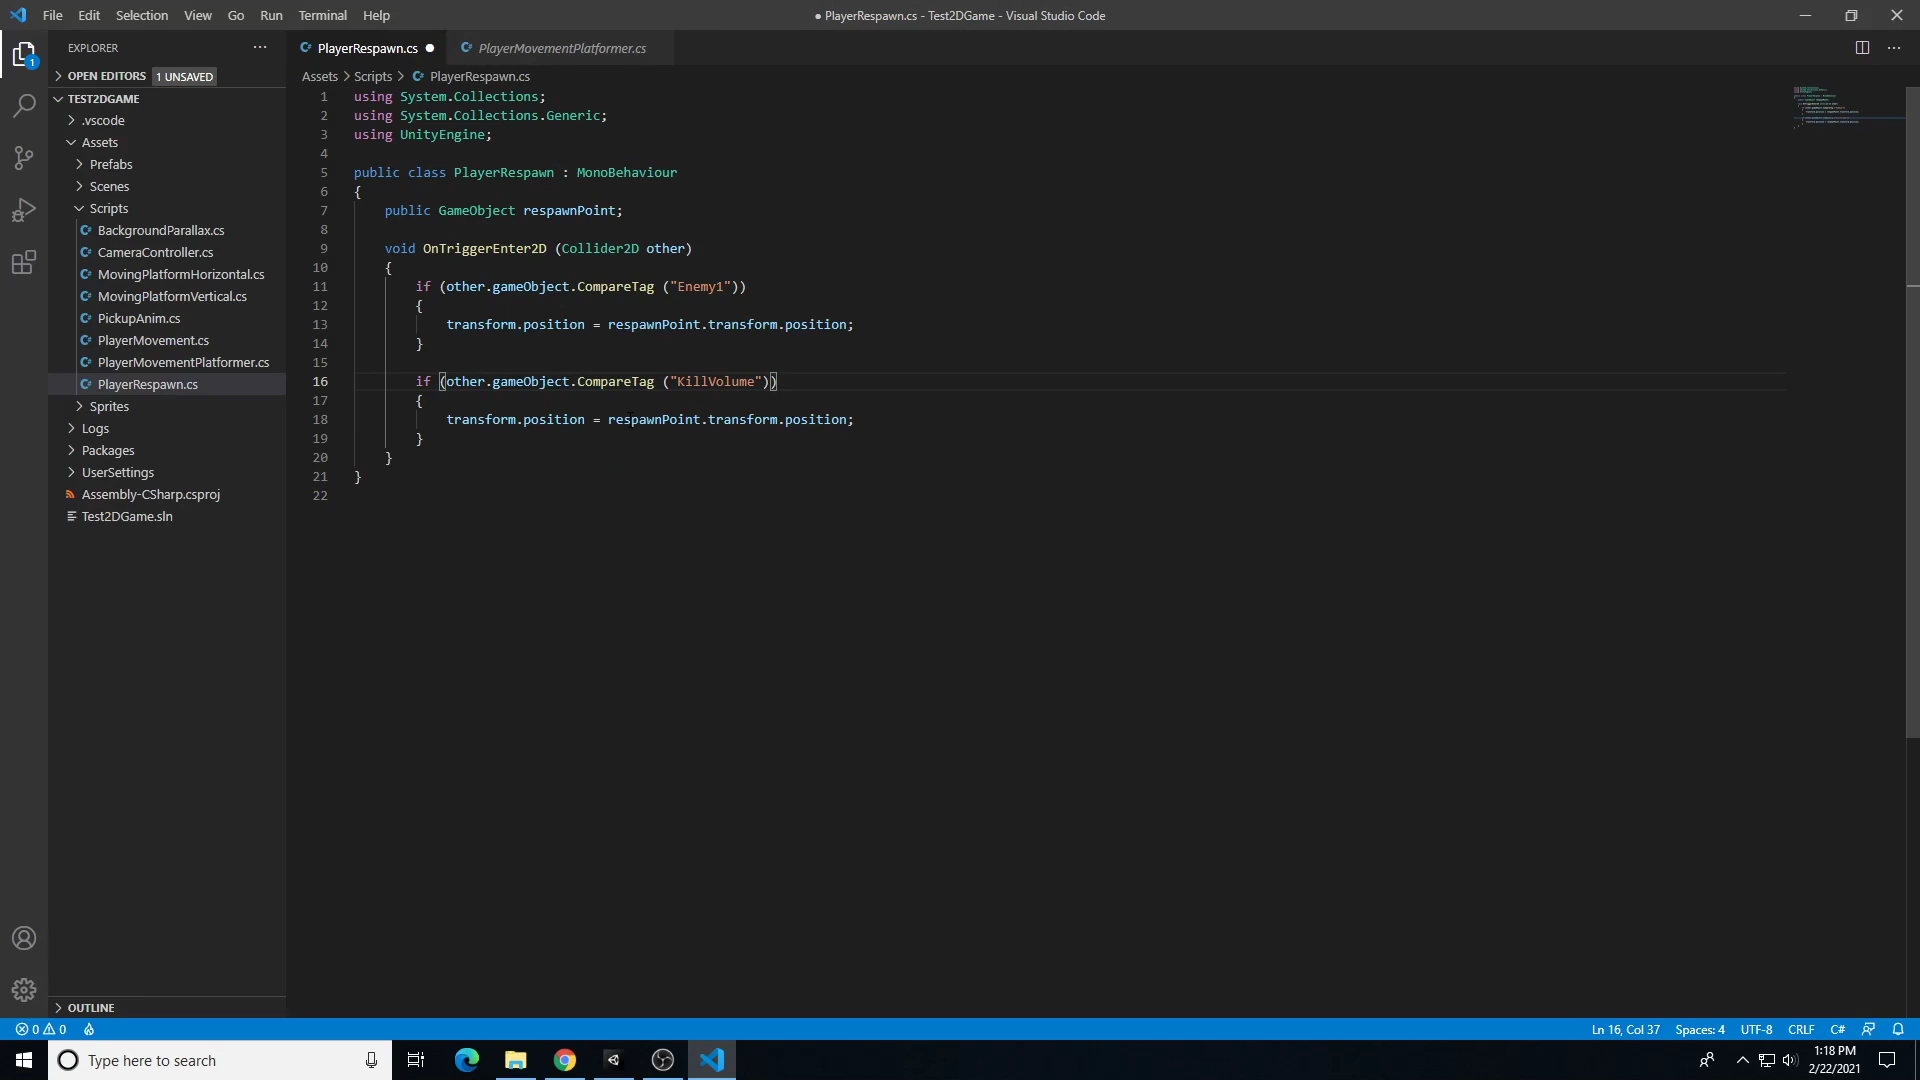 File Edit Selection View Go Run Terminal Help
● PlayerRespawn.cs - Test2DGame - Visual Studio Code
EXPLORER
OPEN EDITORS 1 UNSAVED
TEST2DGAME
.vscode
Assets
Prefabs
Scenes
Scripts
C# BackgroundParallax.cs
C# CameraController.cs
C# MovingPlatformHorizontal.cs
C# MovingPlatformVertical.cs
C# PickupAnim.cs
C# PlayerMovement.cs
C# PlayerMovementPlatformer.cs
C# PlayerRespawn.cs
Sprites
Logs
Packages
UserSettings
Assembly-CSharp.csproj
Test2DGame.sln
OUTLINE
1
C# PlayerRespawn.cs ● C# PlayerMovementPlatformer.cs
Assets > Scripts > C# PlayerRespawn.cs
1 using System.Collections;
2 using System.Collections.Generic;
3 using UnityEngine;
4
5 public class PlayerRespawn : MonoBehaviour
6 {
7 public GameObject respawnPoint;
8
9 void OnTriggerEnter2D (Collider2D other)
10 {
11 if (other.gameObject.CompareTag ("Enemy1"))
12 {
13 transform.position = respawnPoint.transform.position;
14 }
15
16 if (other.gameObject.CompareTag ("KillVolume"))
17 {
18 transform.position = respawnPoint.transform.position;
19 }
20 }
21 }
22
0 0
Ln 16, Col 37 Spaces: 4 UTF-8 CRLF C#
Type here to search
1:18 PM
2/22/2021